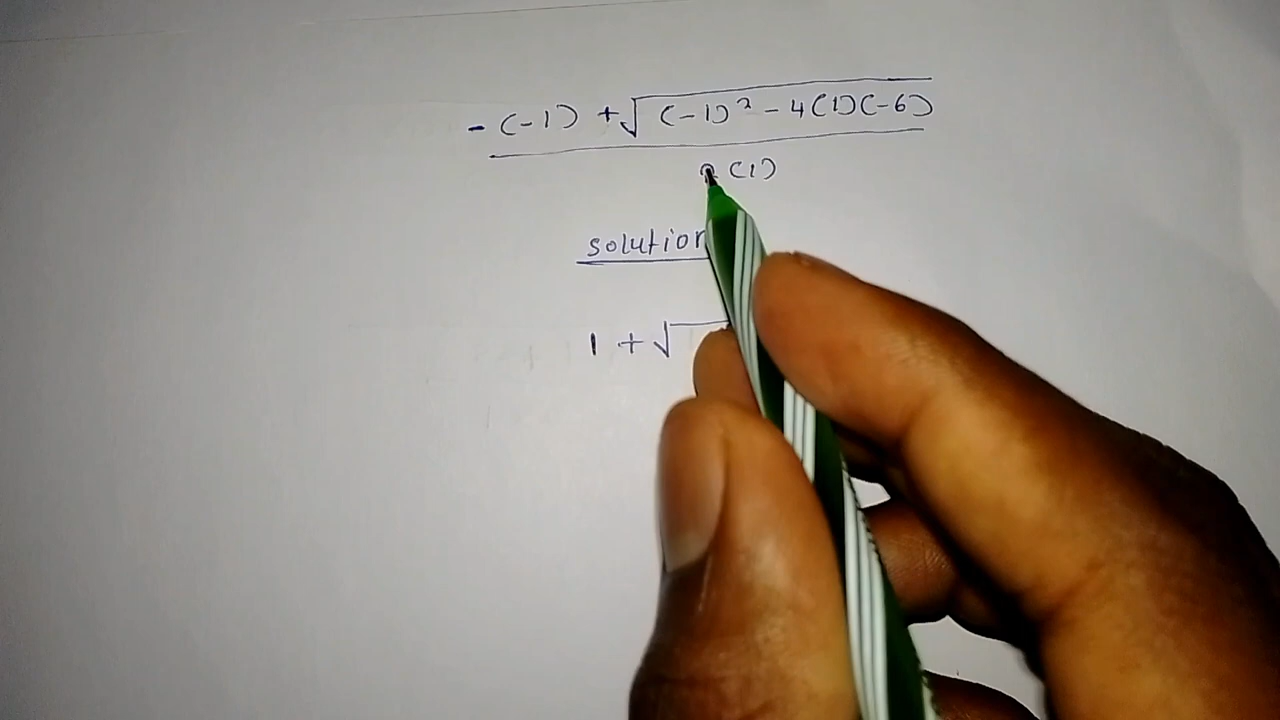 -(-1) +√(-1)² - 4(1)(-6)
(1)
solution
1 + √